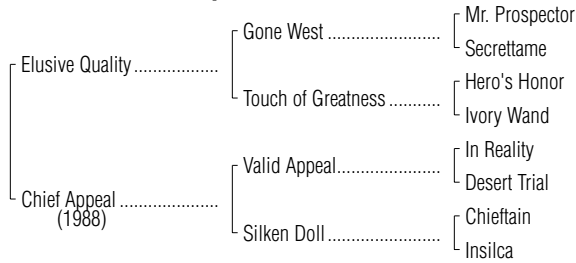 Mr. Prospector
Gone West
Secrettame
Elusive Quality
Hero's Honor
Touch of Greatness
Ivory Wand
In Reality
Valid Appeal
Desert Trial
Chief Appeal
(1988)
Chieftain
Silken Doll
Insilca